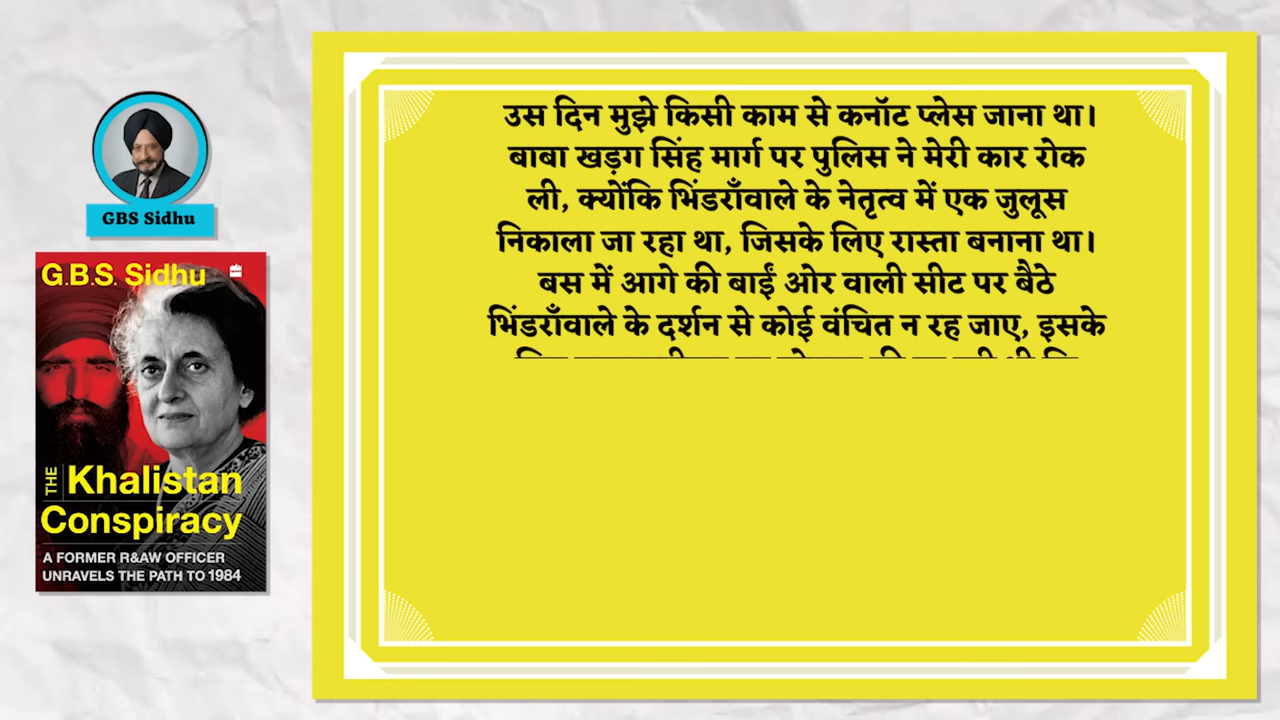 GBS Sidhu
G.B.S. Sidhu
THE Khalistan
Conspiracy
A FORMER R&AW OFFICER
UNRAVELS THE PATH TO 1984
उस दिन मुझे किसी काम से कनॉट प्लेस जाना था।
बाबा खड़ग सिंह मार्ग पर पुलिस ने मेरी कार रोक
ली, क्योंकि भिंडराँवाले के नेतृत्व में एक जुलूस
निकाला जा रहा था, जिसके लिए रास्ता बनाना था।
बस में आगे की बाईं ओर वाली सीट पर बैठे
भिंडराँवाले के दर्शन से कोई वंचित न रह जाए, इसके